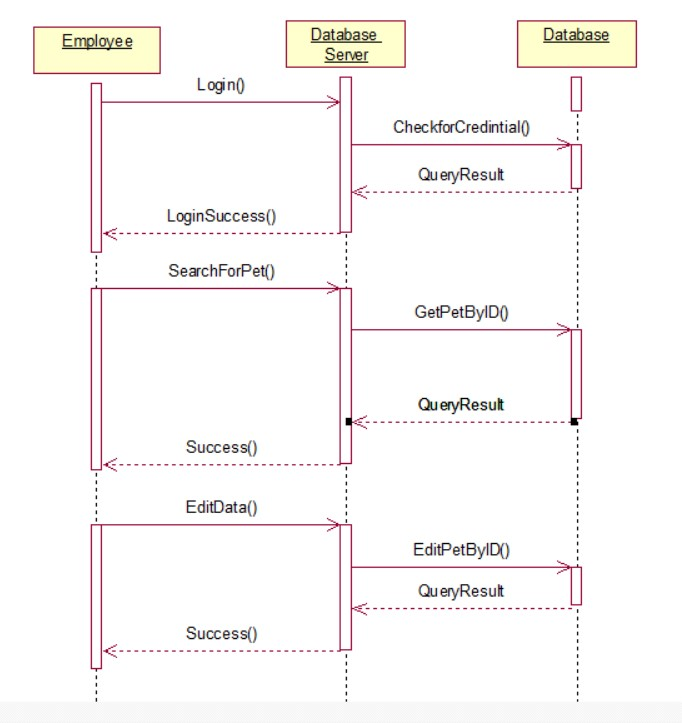 Employee
Database
Server
Database
Login()
CheckforCredintial()
QueryResult
LoginSuccess()
SearchForPet()
GetPetByID()
QueryResult
Success()
EditData()
EditPetByID()
QueryResult
Success()